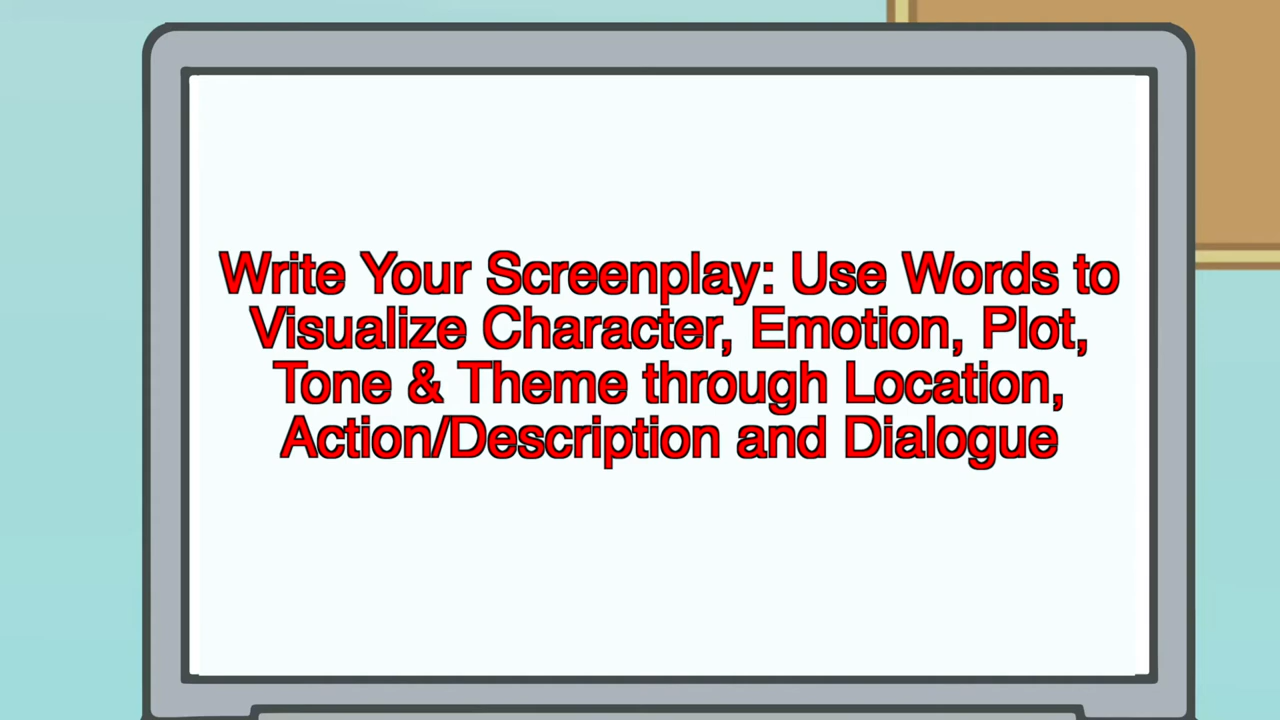 Write Your Screenplay: Use Words to
Visualize Character, Emotion, Plot,
Tone & Theme through Location,
Action/Description and Dialogue